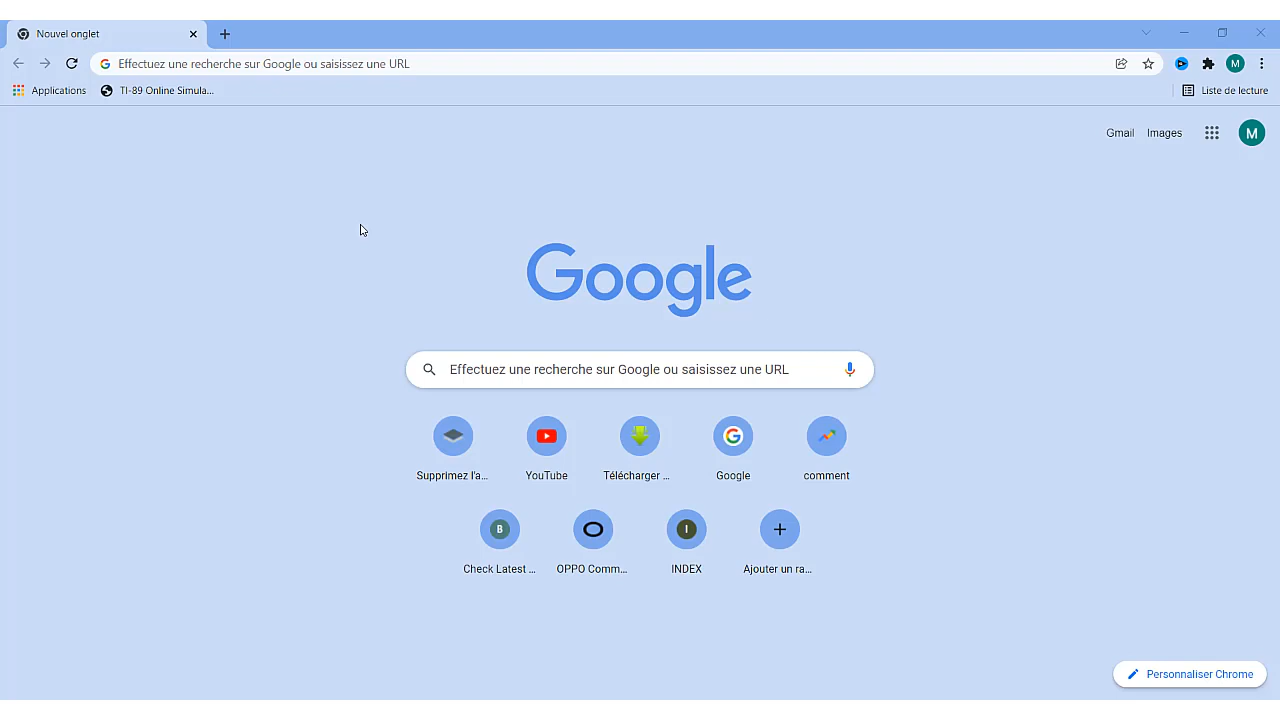 Nouvel onglet
Effectuez une recherche sur Google ou saisissez une URL
M
Applications
TI-89 Online Simula...
Liste de lecture
Gmail
Images
M
Google
Effectuez une recherche sur Google ou saisissez une URL
Supprimez l'a...
YouTube
Télécharger ...
Google
comment
B
I
Check Latest ...
OPPO Comm...
INDEX
Ajouter un ra...
Personnaliser Chrome